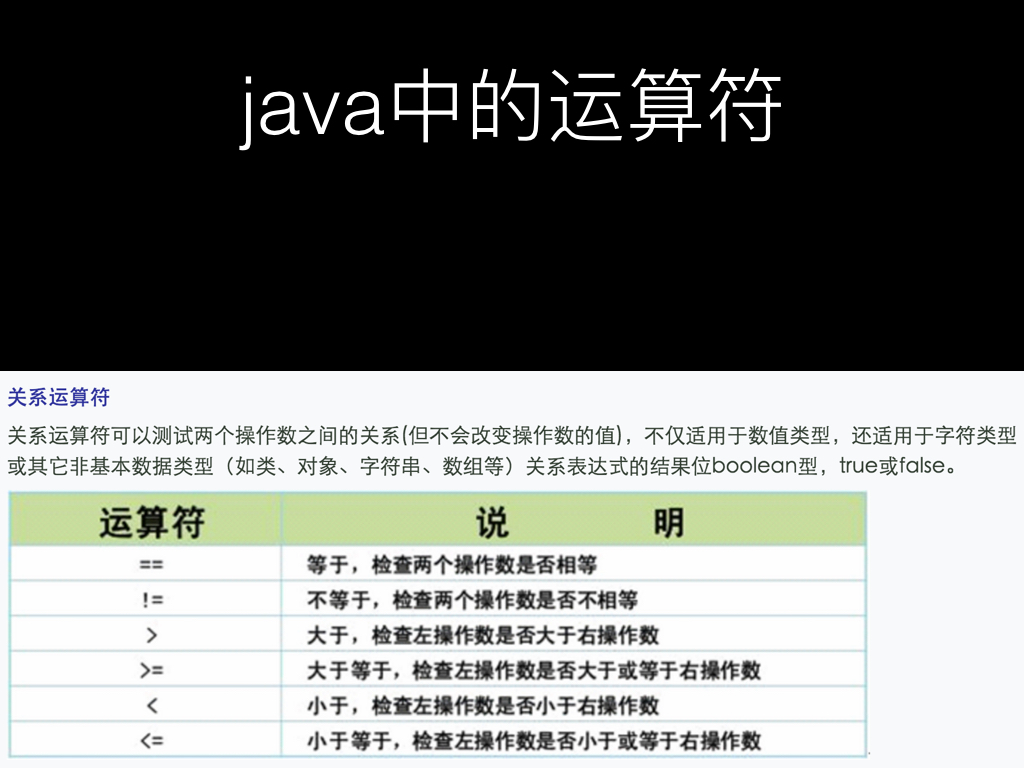 java中的运算符
关系运算符
关系运算符可以测试两个操作数之间的关系(但不会改变操作数的值)，不仅适用于数值类型，还适用于字符类型
或其它非基本数据类型（如类、对象、字符串、数组等）关系表达式的结果位boolean型，true或false。
运算符 说 明
== 等于，检查两个操作数是否相等
!= 不等于，检查两个操作数是否不相等
> 大于，检查左操作数是否大于右操作数
>= 大于等于，检查左操作数是否大于或等于右操作数
< 小于，检查左操作数是否小于右操作数
<= 小于等于，检查左操作数是否小于或等于右操作数